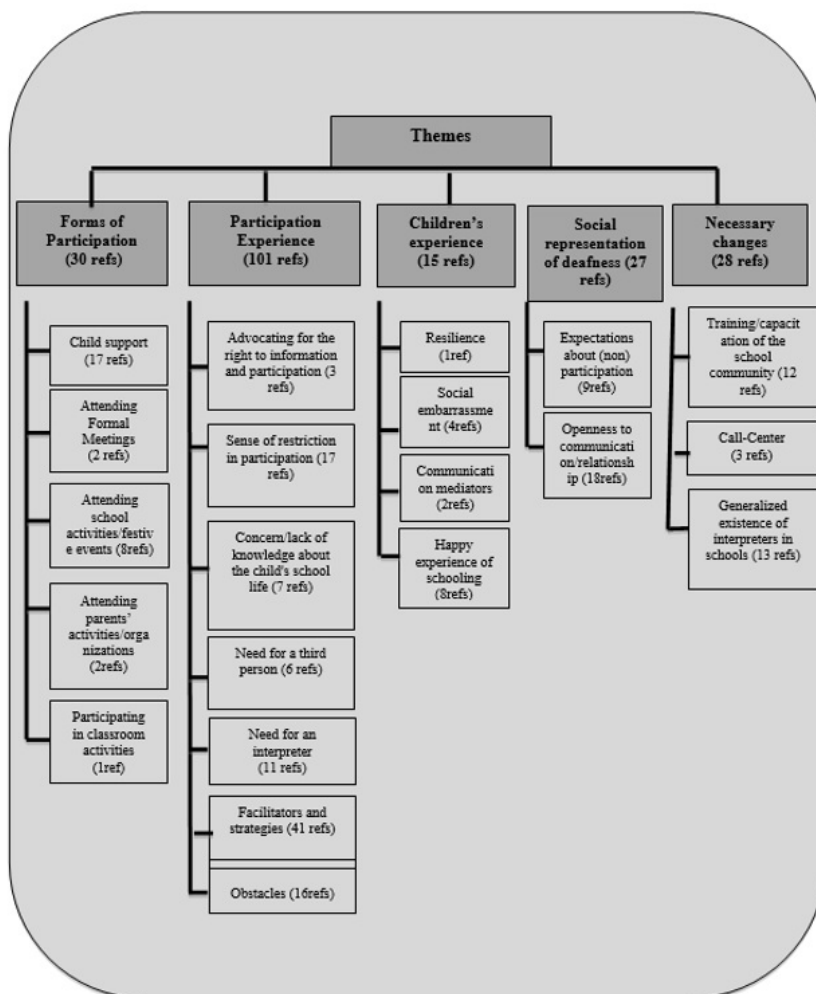 Themes
Forms of
Participation
(30 refs)
Child support
(17 refs)
Attending
Formal
Meetings
(2 refs)
Attending
school
activities/festiv
e events (8refs)
Attending
parents'
activities/orga
nizations
(2refs)
Participating
in classroom
activities
(1ref)
Participation
Experience
(101 refs)
Advocating for the
right to information
and participation (3
refs)
Sense of restriction
in participation (17
refs)
Concern/lack of
knowledge about
the child's school
life (7 refs)
Need for a third
person (6 refs)
Need for an
interpreter
(11 refs)
Facilitators and
strategies (41 refs)
Obstacles (16refs)
Children's
experience
(15 refs)
Resilience
(1ref)
Social
embarrassme
nt (4refs)
Communicati
on mediators
(2refs)
Happy
experience of
schooling
(8refs)
Social
representation
of deafness (27
refs)
Expectations
about (non)
participation
(9refs)
Openness to
communicati
on/relationsh
ip (18refs)
Necessary
changes
(28 refs)
Training/capacit
ation of the
school
community (12
refs)
Call-Center
(3 refs)
Generalized
existence of
interpreters in
schools (13 refs)